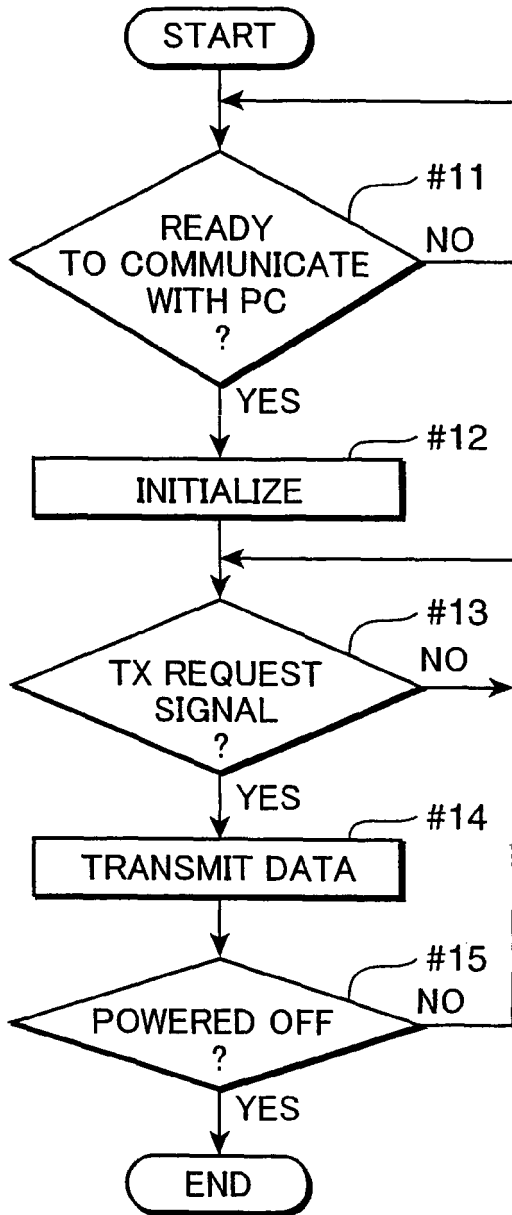 START
#11
READY
TO COMMUNICATE
WITH PC
?
NO
YES
#12
INITIALIZE
#13
TX REQUEST
SIGNAL
?
NO
YES
#14
TRANSMIT DATA
#15
POWERED OFF
?
NO
YES
END